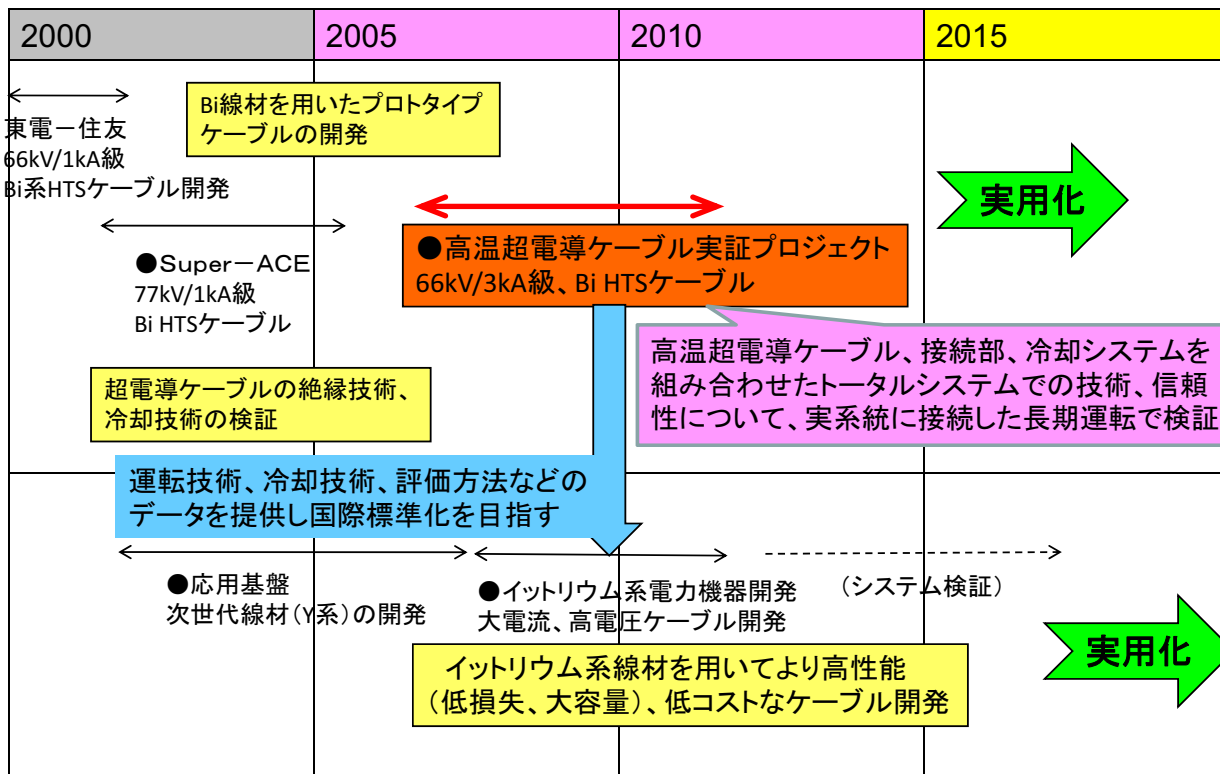 2000
2005
2010
2015
東電－住友
66kV/1kA級
Bi系HTSケーブル開発
Bi線材を用いたプロトタイプ
ケーブルの開発
実用化
●Super－ACE
77kV/1kA級
Bi HTSケーブル
●高温超電導ケーブル実証プロジェクト
66kV/3kA級、Bi HTSケーブル
高温超電導ケーブル、接続部、冷却システムを
組み合わせたトータルシステムでの技術、信頼
性について、実系統に接続した長期運転で検証
超電導ケーブルの絶縁技術、
冷却技術の検証
運転技術、冷却技術、評価方法などの
データを提供し国際標準化を目指す
●応用基盤
次世代線材（Y系）の開発
●イットリウム系電力機器開発
大電流、高電圧ケーブル開発
（システム検証）
実用化
イットリウム系線材を用いてより高性能
（低損失、大容量）、低コストなケーブル開発